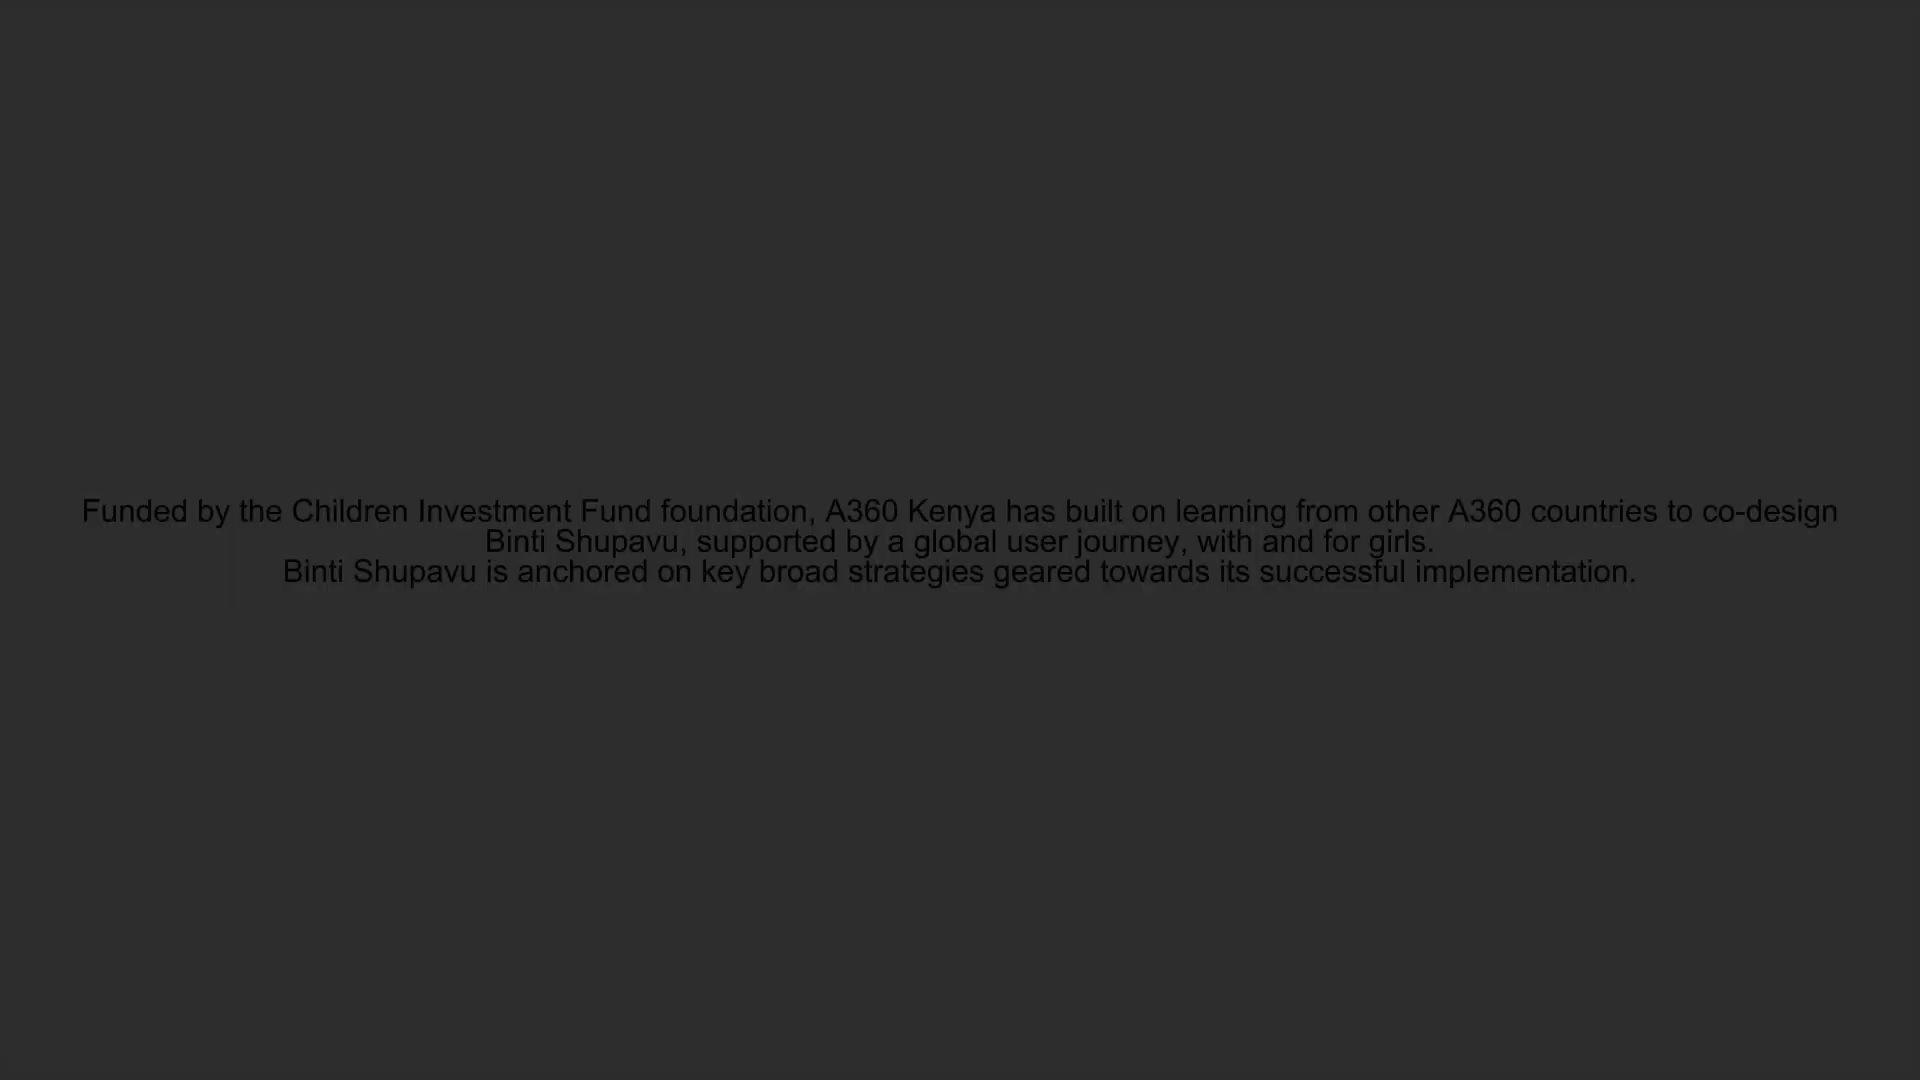 Funded by the Children Investment Fund foundation, A360 Kenya has built on learning from other A360 countries to co-design
Binti Shupavu, supported by a global user journey, with and for girls.
Binti Shupavu is anchored on key broad strategies geared towards its successful implementation.